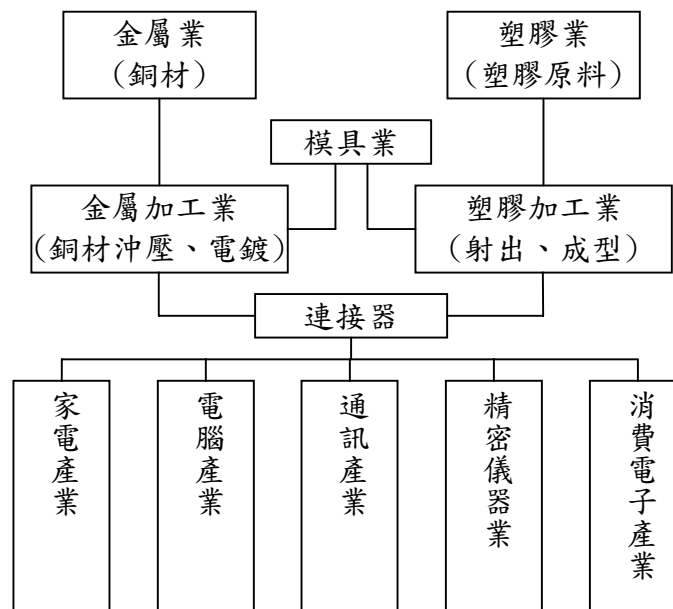 金屬業
(銅材)
塑膠業
(塑膠原料)
模具業
金屬加工業
(銅材沖壓、電鍍)
塑膠加工業
(射出、成型)
連接器
家電產業
電腦產業
通訊產業
精密儀器業
消費電子產業